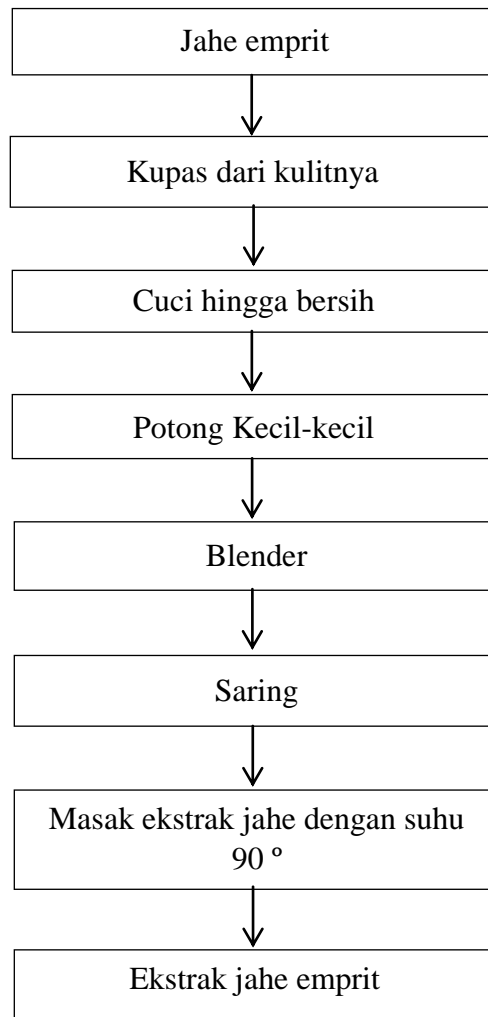 Jahe emprit
Kupas dari kulitnya
Cuci hingga bersih
Potong Kecil-kecil
Blender
Saring
Masak ekstrak jahe dengan suhu
90 º
Ekstrak jahe emprit